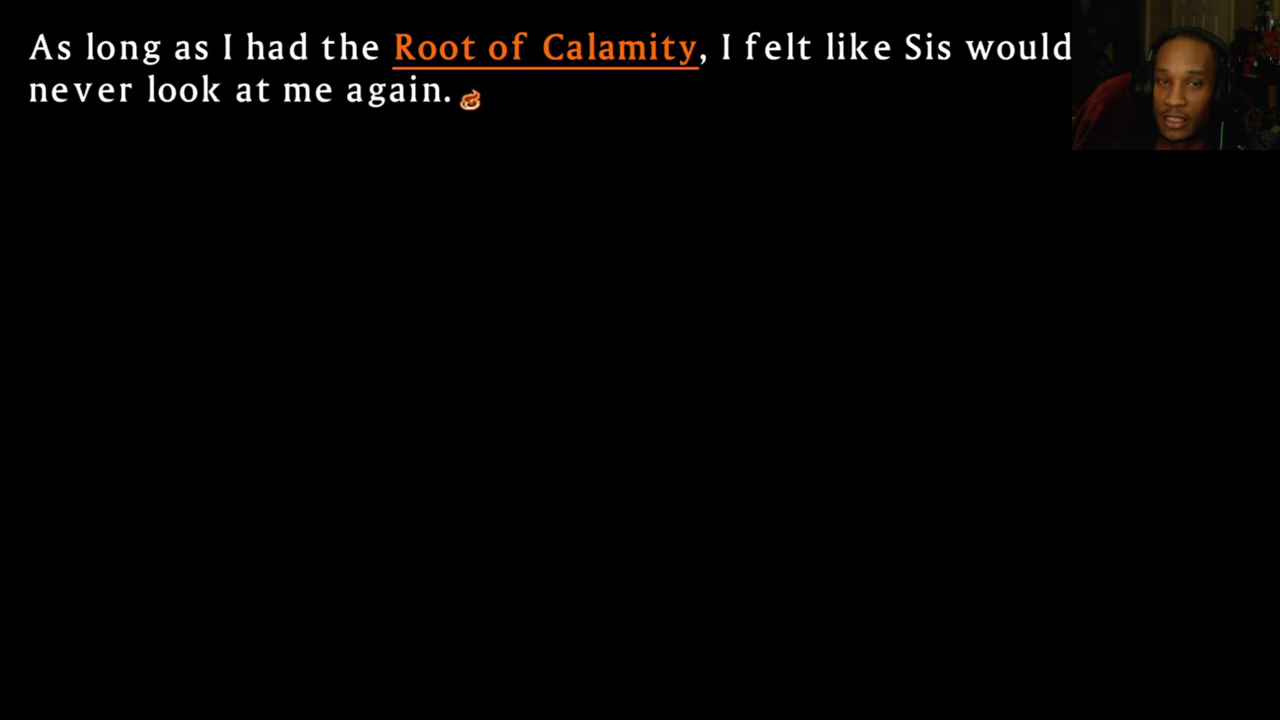 As long as I had the Root of Calamity, I felt like Sis would
never look at me again.